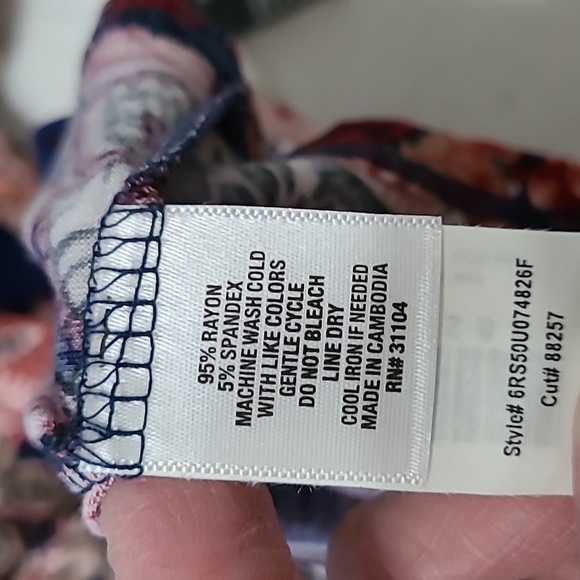 95% RAYON
5% SPANDEX
MACHINE WASH COLD
WITH LIKE COLORS
GENTLE CYCLE
DO NOT BLEACH
LINE DRY
COOL IRON IF NEEDED
MADE IN CAMBODIA
RN# 31104
Style# 6RS50U074826F
Cut# 88257